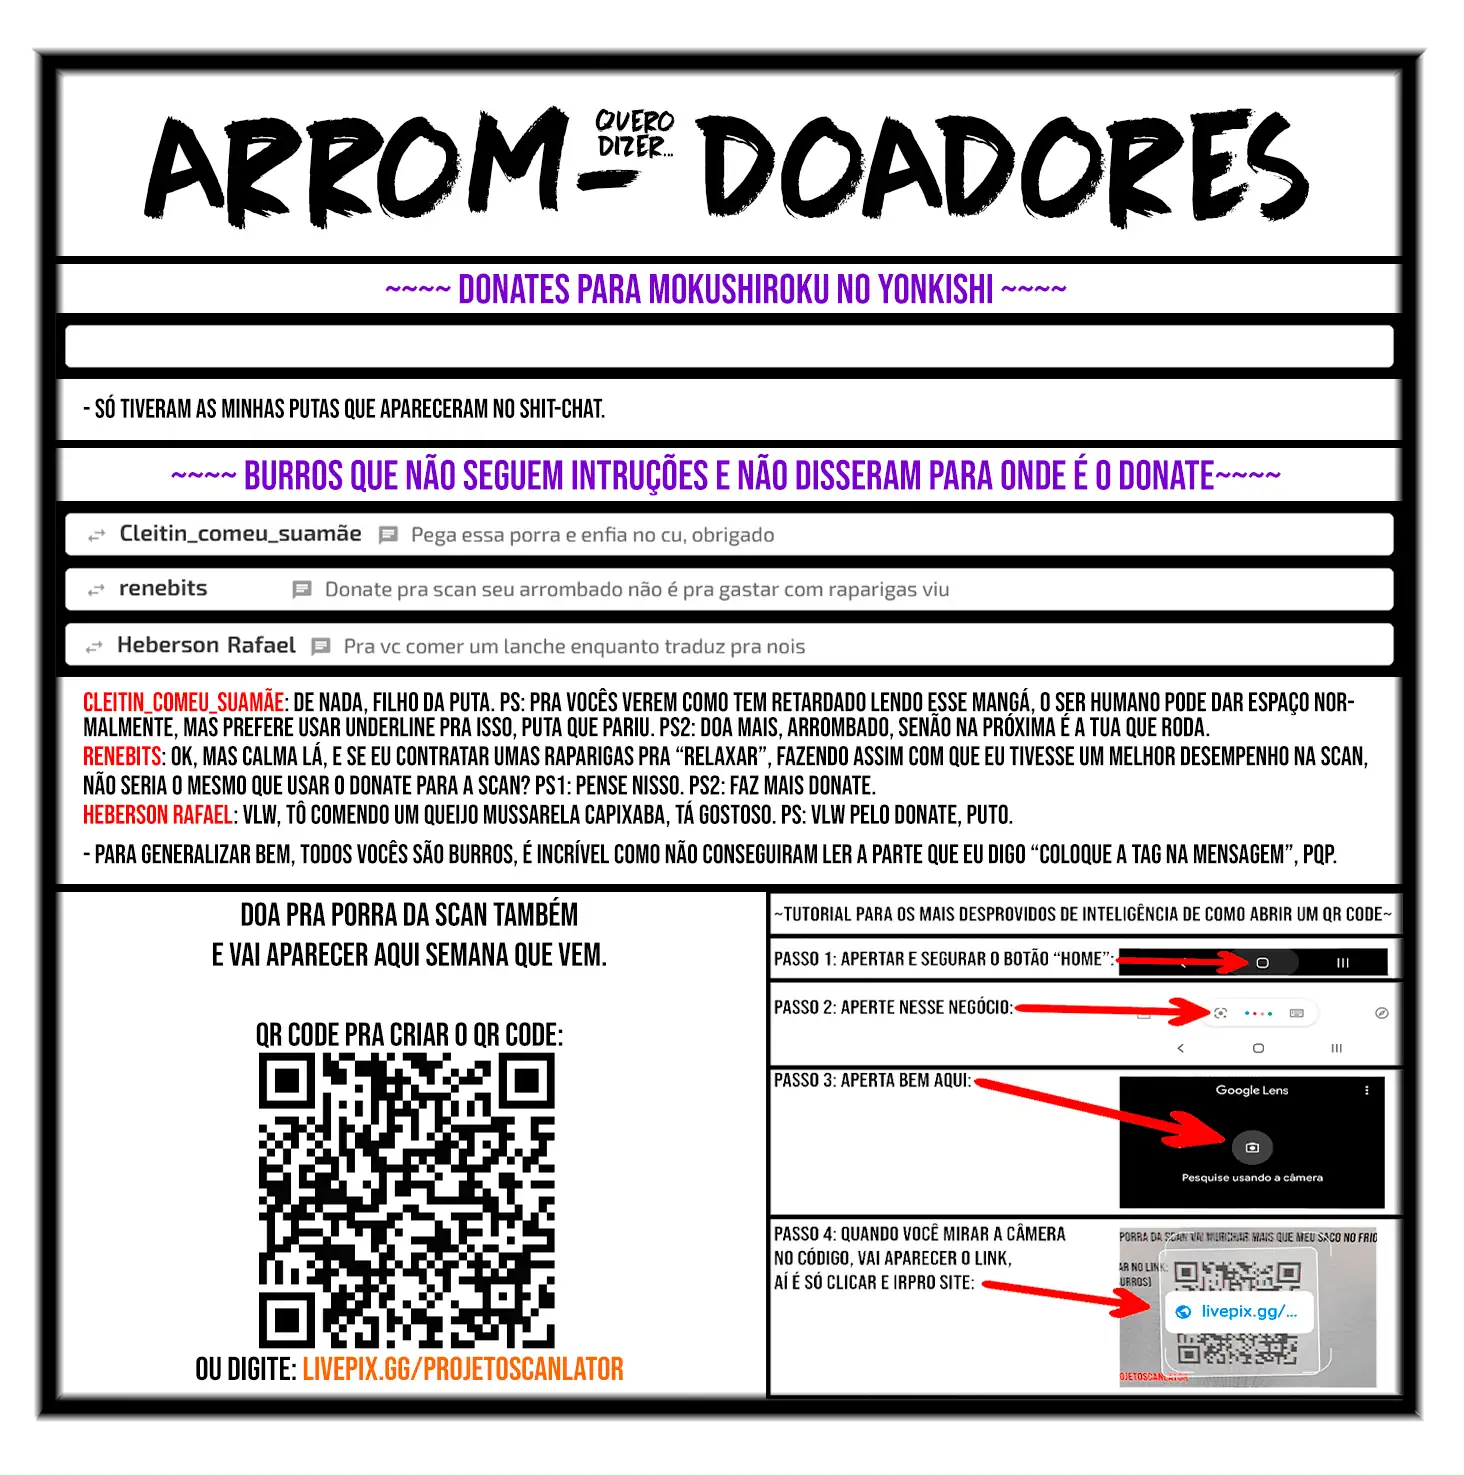 ARROM- QUERO DIZER... DOADORES
~~~~ DONATES PARA MOKUSHIROKU NO YONKISHI ~~~~
- SÓ TIVERAM AS MINHAS PUTAS QUE APARECERAM NO SHIT-CHAT.
~~~~ BURROS QUE NÃO SEGUEM INTRUÇÕES E NÃO DISSERAM PARA ONDE É O DONATE~~~~
Cleitin_comeu_suamãe Pega essa porra e enfia no cu, obrigado
renebits Donate pra scan seu arrombado não é pra gastar com raparigas viu
Heberson Rafael Pra vc comer um lanche enquanto traduz pra nois
CLEITIN_COMEU_SUAMÃE: DE NADA, FILHO DA PUTA. PS: PRA VOCÊS VEREM COMO TEM RETARDADO LENDO ESSE MANGÁ, O SER HUMANO PODE DAR ESPAÇO NOR-
MALMENTE, MAS PREFERE USAR UNDERLINE PRA ISSO, PUTA QUE PARIU. PS2: DOA MAIS, ARROMBADO, SENÃO NA PRÓXIMA É A TUA QUE RODA.
RENEBITS: OK, MAS CALMA LÁ, E SE EU CONTRATAR UMAS RAPARIGAS PRA “RELAXAR”, FAZENDO ASSIM COM QUE EU TIVESSE UM MELHOR DESEMPENHO NA SCAN,
NÃO SERIA O MESMO QUE USAR O DONATE PARA A SCAN? PS1: PENSE NISSO. PS2: FAZ MAIS DONATE.
HEBERSON RAFAEL: VLW, TÔ COMENDO UM QUEIJO MUSSARELA CAPIXABA, TÁ GOSTOSO. PS: VLW PELO DONATE, PUTO.
- PARA GENERALIZAR BEM, TODOS VOCÊS SÃO BURROS, É INCRÍVEL COMO NÃO CONSEGUIRAM LER A PARTE QUE EU DIGO “COLOQUE A TAG NA MENSAGEM”, PQP.
DOA PRA PORRA DA SCAN TAMBÉM
E VAI APARECER AQUI SEMANA QUE VEM.
QR CODE PRA CRIAR O QR CODE:
OU DIGITE: LIVEPIX.GG/PROJETOSCANLATOR
~TUTORIAL PARA OS MAIS DESPROVIDOS DE INTELIGÊNCIA DE COMO ABRIR UM QR CODE~
PASSO 1: APERTAR E SEGURAR O BOTÃO “HOME”:
PASSO 2: APERTE NESSE NEGÓCIO:
PASSO 3: APERTA BEM AQUI:
Google Lens
Pesquise usando a câmera
PASSO 4: QUANDO VOCÊ MIRAR A CÂMERA
NO CÓDIGO, VAI APARECER O LINK,
AÍ É SÓ CLICAR E IRPRO SITE:
PORRA DA SCAN VAI MURCHAR MAIS QUE MEU SACO NO FRIO
AR NO LINK:
URROS)
livepix.gg/...
OJETOSCANLATOR